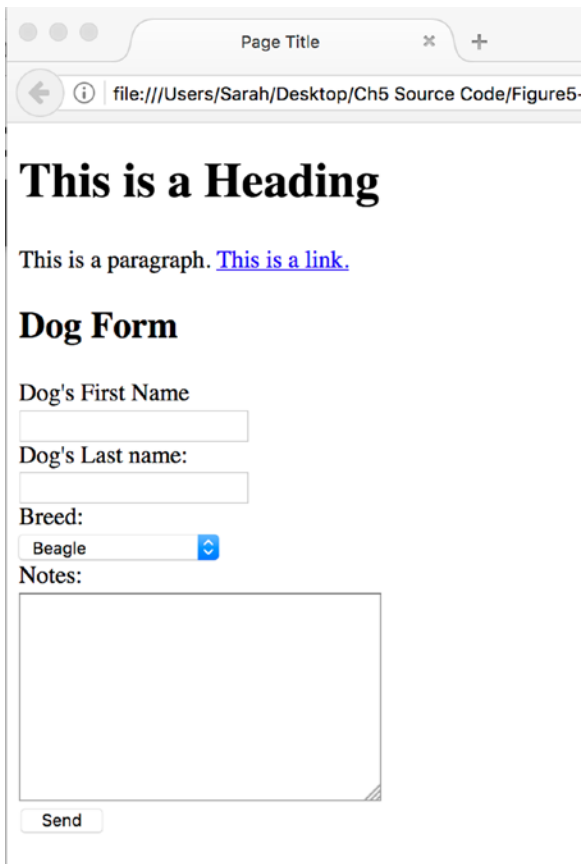 Page Title
file:///Users/Sarah/Desktop/Ch5 Source Code/Figure5-
This is a Heading
This is a paragraph. This is a link.
Dog Form
Dog's First Name
Dog's Last name:
Breed:
Beagle
Notes:
Send